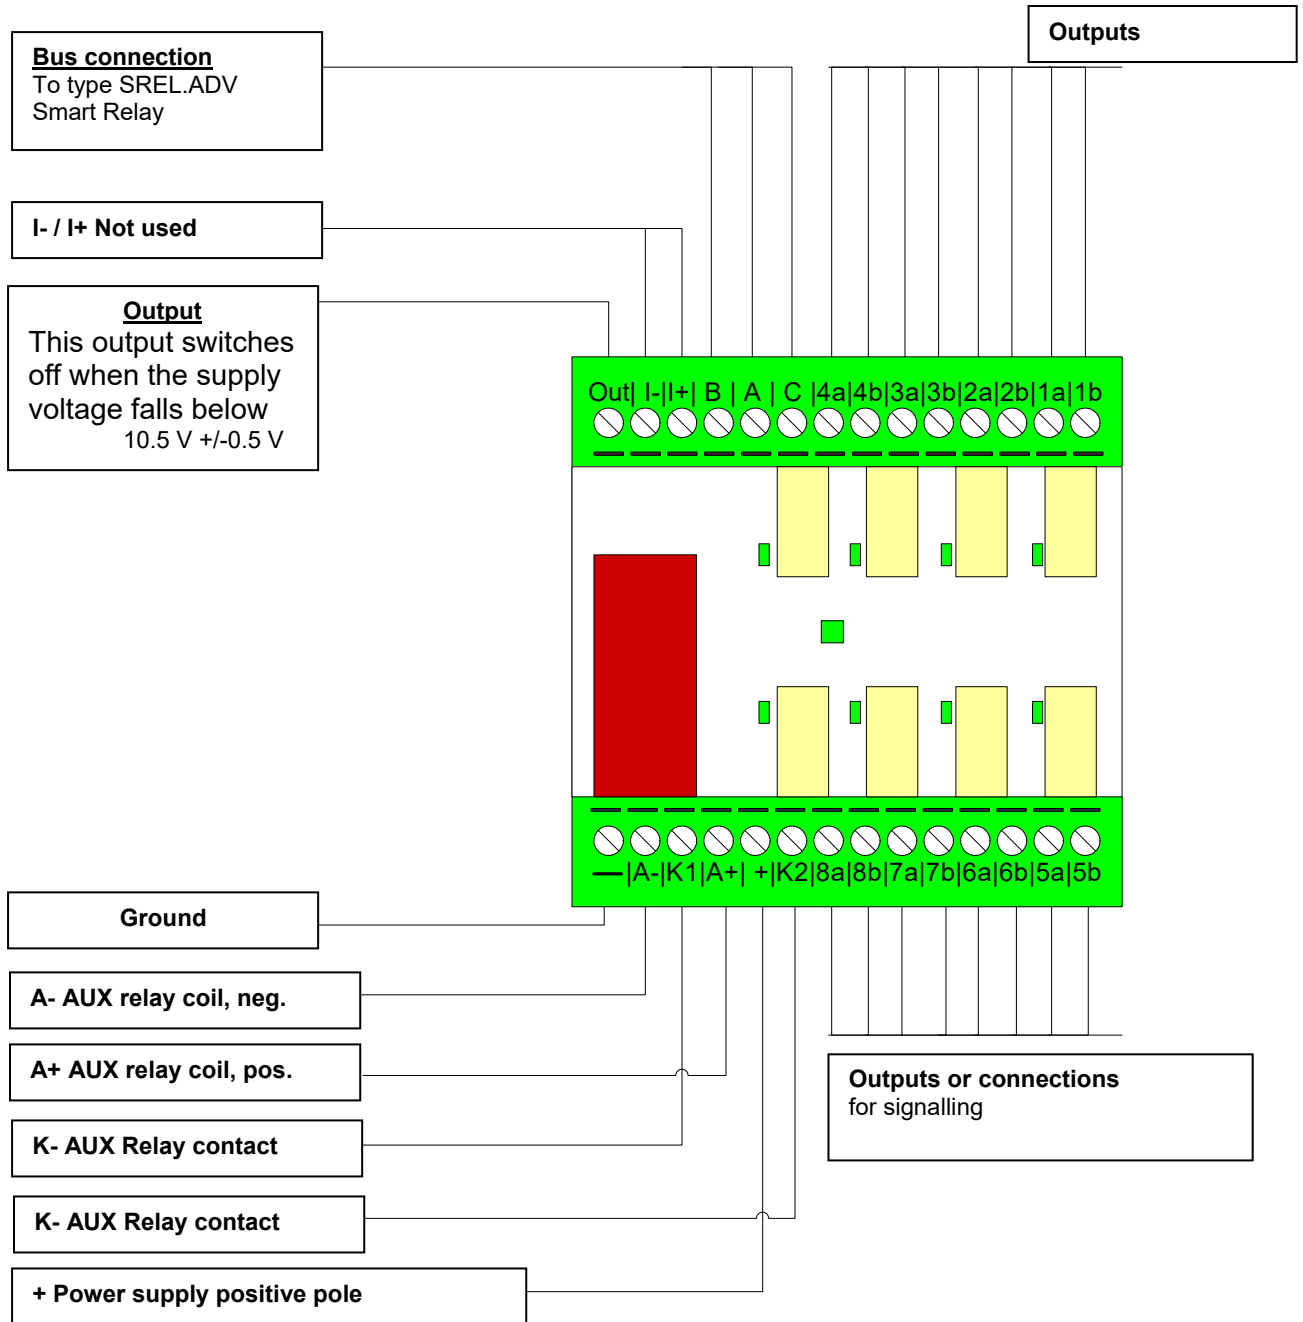 Outputs
Bus connection
To type SREL.ADV
Smart Relay
I- / I+ Not used
Output
This output switches
off when the supply
voltage falls below
10.5 V +/-0.5 V
Out| I-|I+| B | A | C |4a|4b|3a|3b|2a|2b|1a|1b
—|A-|K1|A+| +|K2|8a|8b|7a|7b|6a|6b|5a|5b
Ground
A- AUX relay coil, neg.
A+ AUX relay coil, pos.
Outputs or connections
for signalling
K- AUX Relay contact
K- AUX Relay contact
+ Power supply positive pole